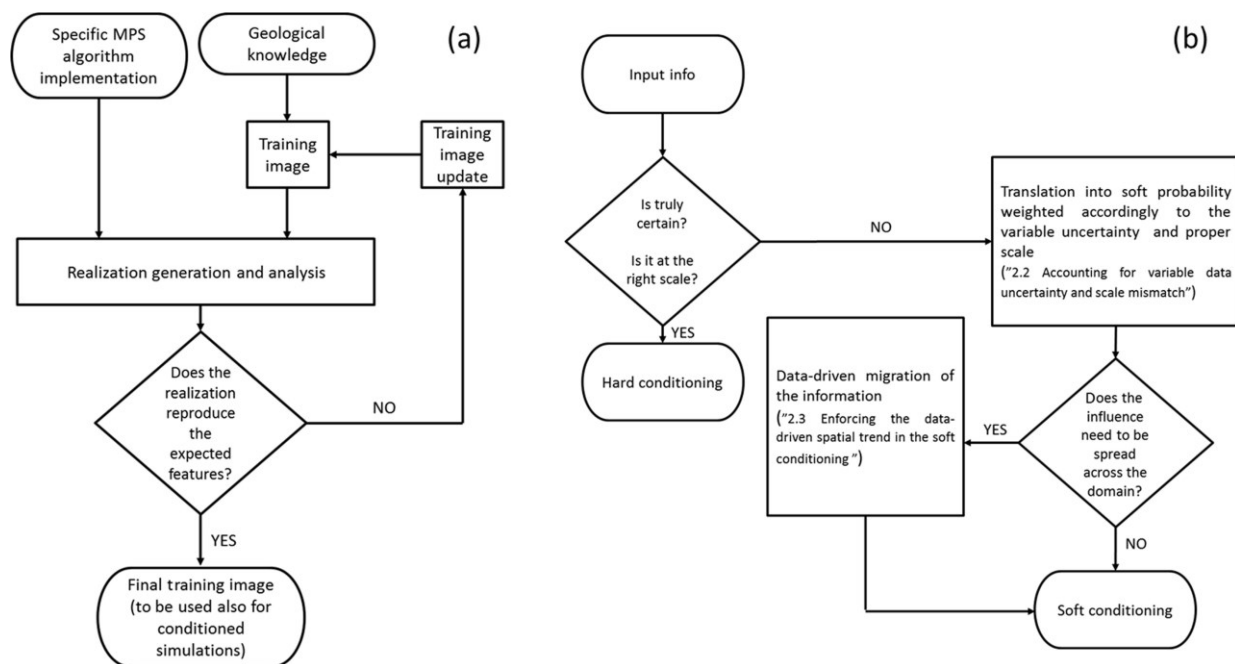 (a)
Specific MPS
algorithm
implementation
Geological
knowledge
Training
image
Training
image
update
Realization generation and analysis
Does the
realization
reproduce
the
expected
features?
NO
YES
Final training image
(to be used also for
conditioned
simulations)
(b)
Input info
Is truly
certain?
Is it at the
right scale?
NO
YES
Hard conditioning
Translation into soft probability
weighted accordingly to the
variable uncertainty and proper
scale
("2.2 Accounting for variable data
uncertainty and scale mismatch")
Does the
influence
need to be
spread
across the
domain?
YES
NO
Data-driven migration of
the information
("2.3 Enforcing the data-
driven spatial trend in the soft
conditioning")
Soft conditioning